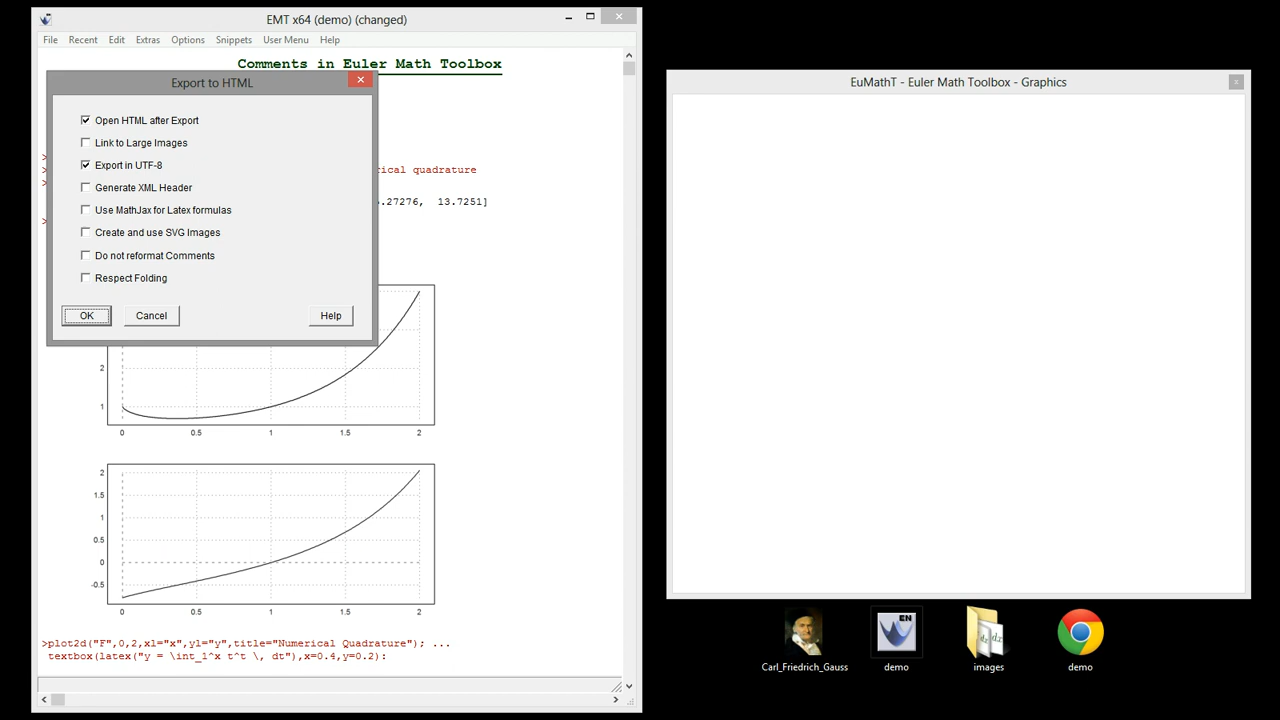 EMT x64 (demo) (changed)
File Recent Edit Extras Options Snippets User Menu Help
Comments in Euler Math Toolbox
Export to HTML
Open HTML after Export
Link to Large Images
Export in UTF-8
Generate XML Header
Use MathJax for Latex formulas
Create and use SVG Images
Do not reformat Comments
Respect Folding
OK Cancel Help
>
rical quadrature
>
.27276, 13.7251]
>
2
1
0 0.5 1 1.5 2
2
1.5
1
0.5
0
-0.5
0 0.5 1 1.5 2
>plot2d("F",0,2,xl="x",yl="y",title="Numerical Quadrature"); ...
textbox(latex("y = \int_1^x t^t \, dt"),x=0.4,y=0.2):
EuMathT - Euler Math Toolbox - Graphics
EN
dx
Carl_Friedrich_Gauss
demo
images
demo